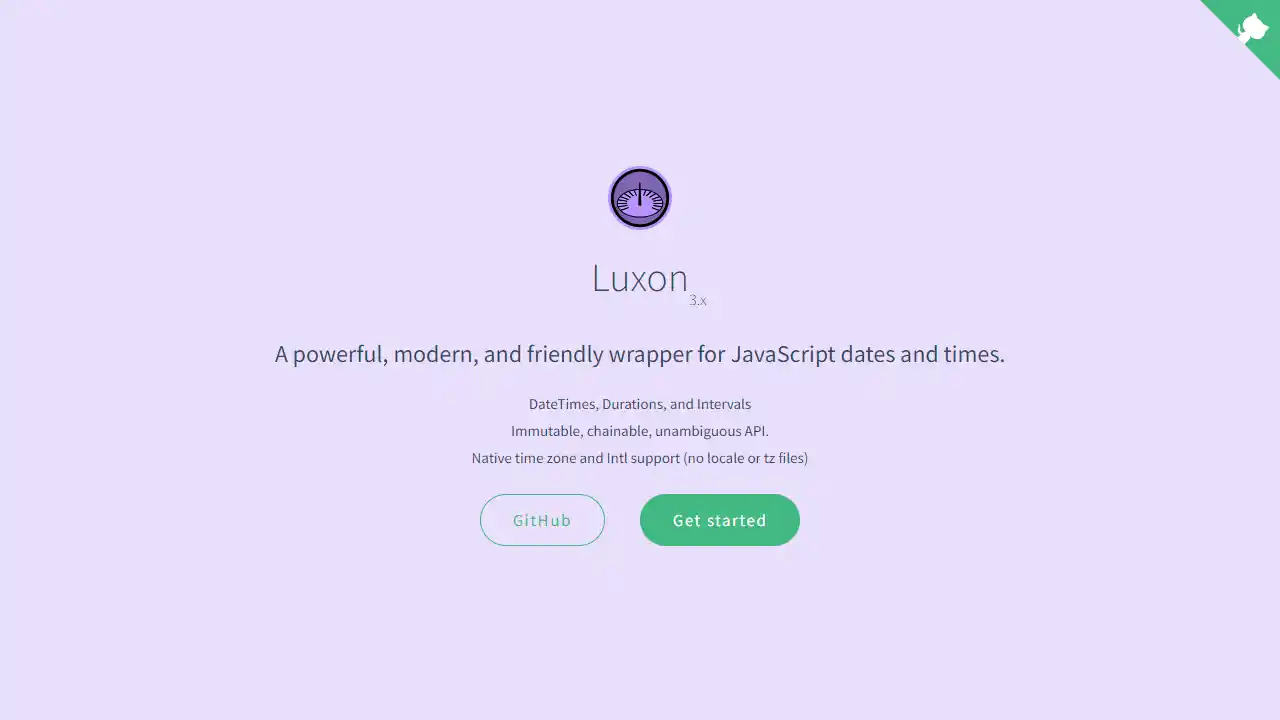 Luxon 3.x
A powerful, modern, and friendly wrapper for JavaScript dates and times.
DateTimes, Durations, and Intervals
Immutable, chainable, unambiguous API.
Native time zone and Intl support (no locale or tz files)
GitHub Get started